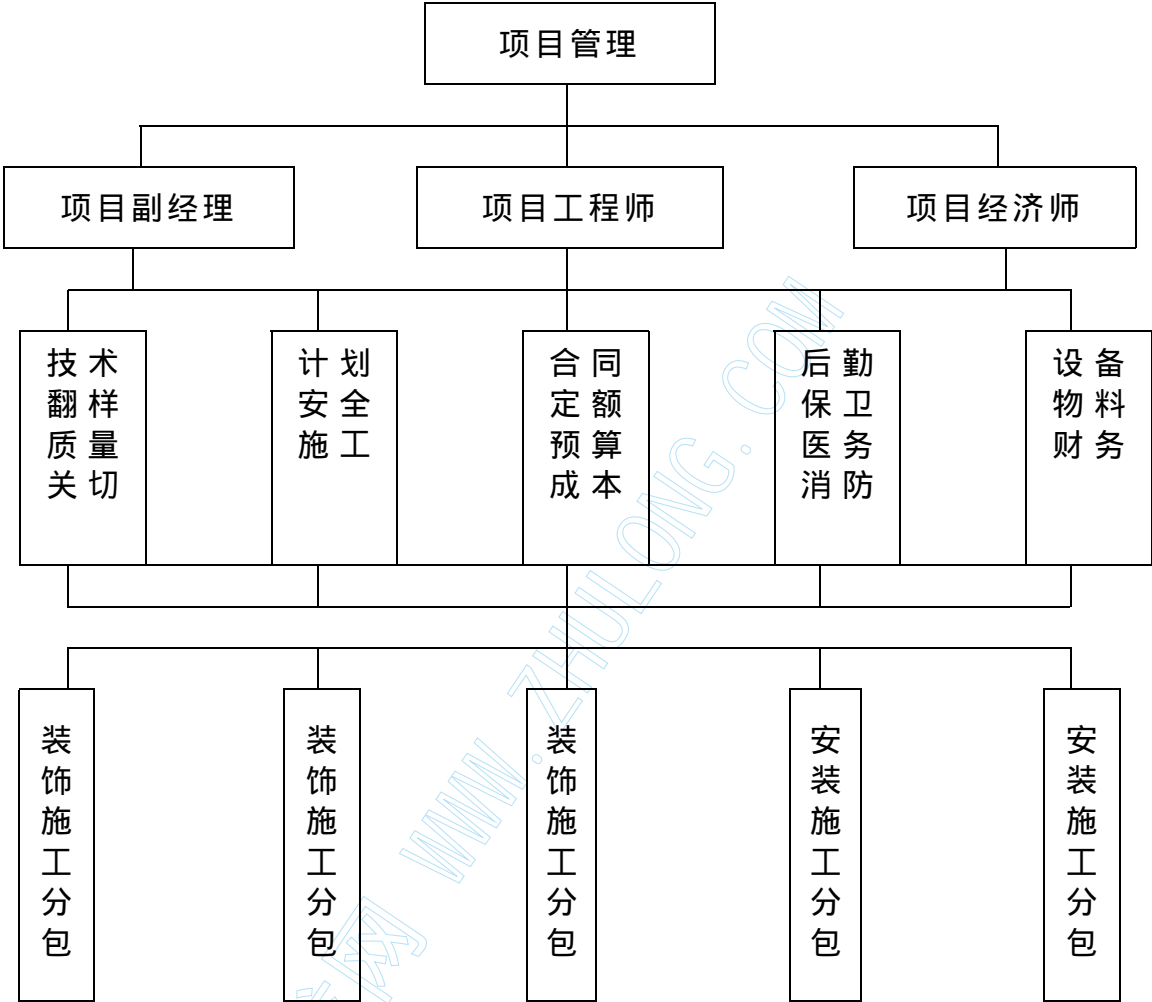 项目管理
项目副经理
项目工程师
项目经济师
技术
翻样
质量
关切
计划
安全
施工
合同
定额
预算
成本
后勤
保卫
医务
消防
设备
物料
财务
装饰施工分包
装饰施工分包
装饰施工分包
安装施工分包
安装施工分包
网 WWW.ZHULONG.COM